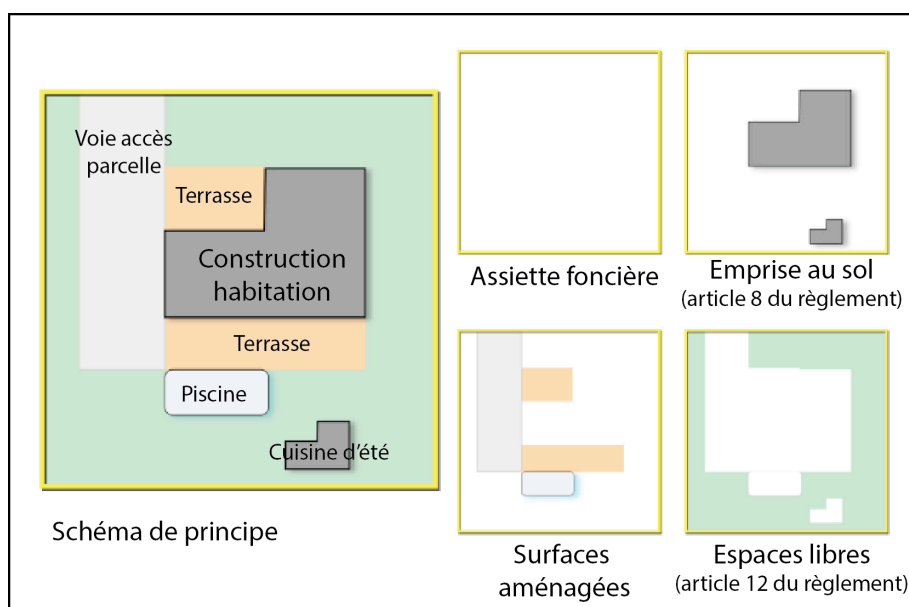 Voie accès
parcelle
Terrasse
Construction
habitation
Terrasse
Piscine
Cuisine d'été
Schéma de principe
Assiette foncière
Emprise au sol
(article 8 du règlement)
Surfaces
aménagées
Espaces libres
(article 12 du règlement)